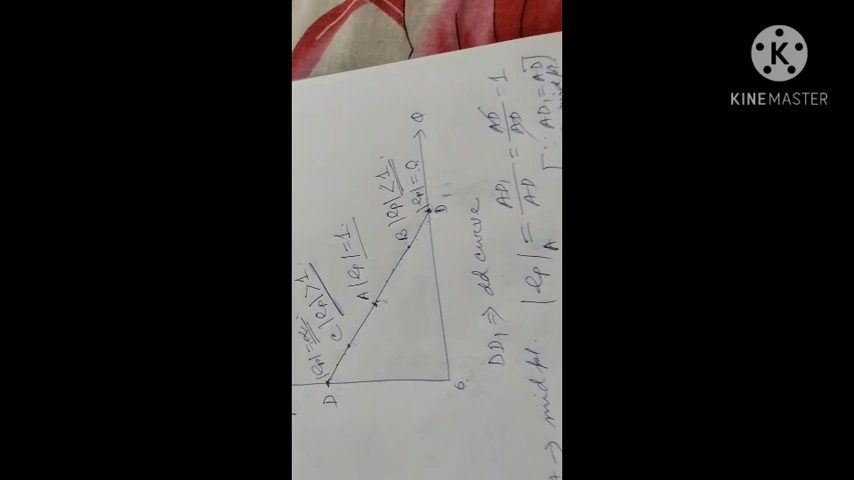 KINEMASTER
D
|ep|=∞
C |ep|>1
A |ep|=1
B |ep|<1
|ep|=0
D1
Q
0
DD1 ⇒ dd curve
A → mid pt. |ep|A = AD1/AD = AD/AD = 1
[∵ AD1 = AD]